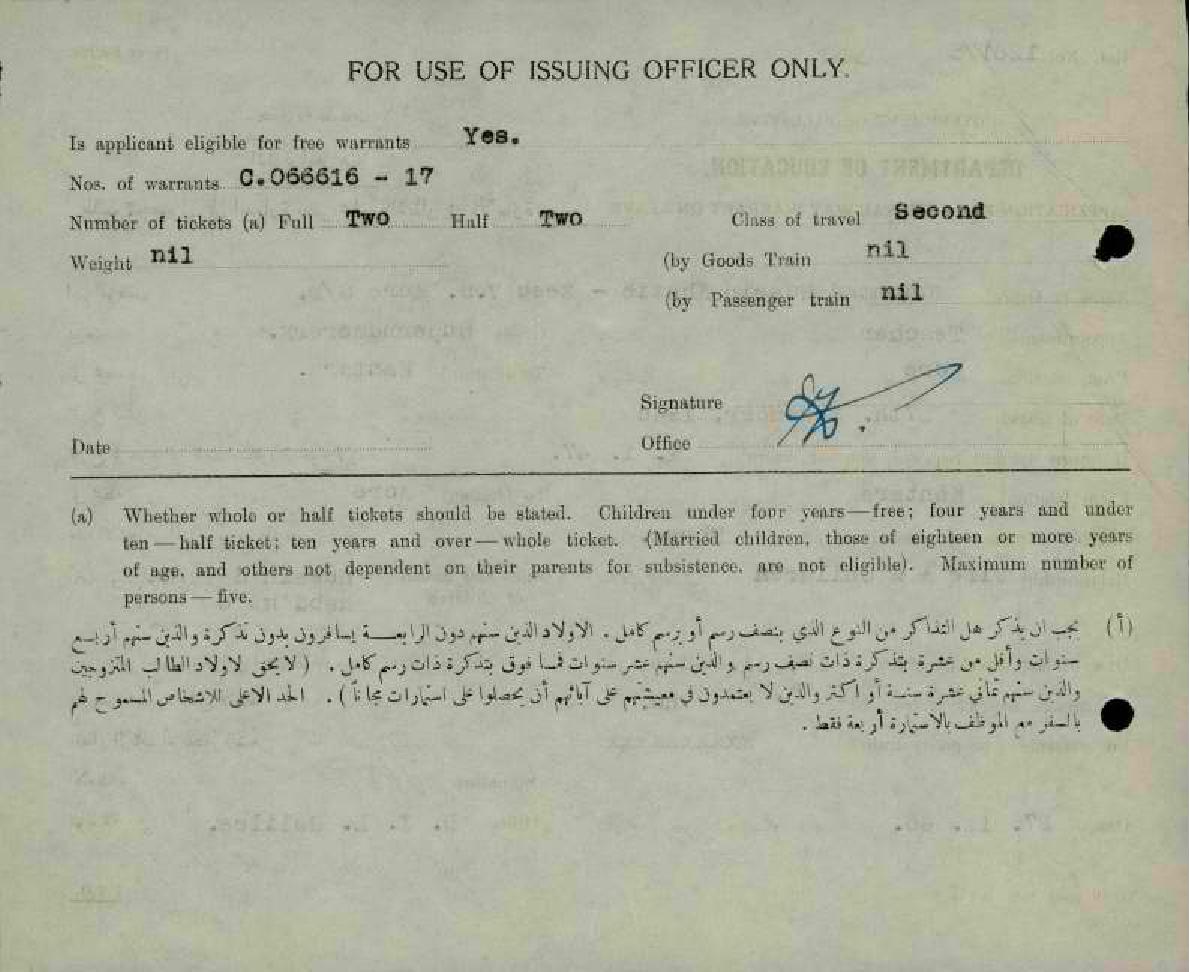 FOR USE OF ISSUING OFFICER ONLY.
Is applicant eligible for free warrants Yes.
Nos. of warrants C.066616 - 17
Number of tickets (a) Full Two Half Two Class of travel Second
Weight nil (by Goods Train nil
(by Passenger train nil
Signature
Date Office
(a) Whether whole or half tickets should be stated. Children under four years—free; four years and under
ten — half ticket; ten years and over — whole ticket. (Married children, those of eighteen or more years
of age, and others not dependent on their parents for subsistence, are not eligible). Maximum number of
persons — five.
(أ) يجب ان يذكر هل التذاكر من النوع الذي بنصف رسم أو برسم كامل . الاولاد الذين سنهم دون الرابعة يسافرون بدون تذكرة والذين سنهم أربع
سنوات وأقل من عشرة بتذكرة ذات نصف رسم والذين سنهم عشر سنوات فما فوق بتذكرة ذات رسم كامل . ( لا يحق لاولاد الطالب المتزوجين
والذين سنهم ثماني عشرة سنة أو اكثر والذين لا يعتمدون في معيشتهم على آبائهم أن يحصلوا على استمارات مجاناً ) . الحد الاعلى للاشخاص المسموح لهم
بالسفر مع الموظف بالاستمارة أربعة فقط .